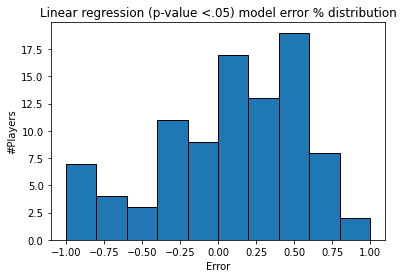 Linear regression (p-value <.05) model error % distribution
17.5
15.0
12.5
10.0
7.5
5.0
2.5
0.0
#Players
−1.00 −0.75 −0.50 −0.25 0.00 0.25 0.50 0.75 1.00
Error